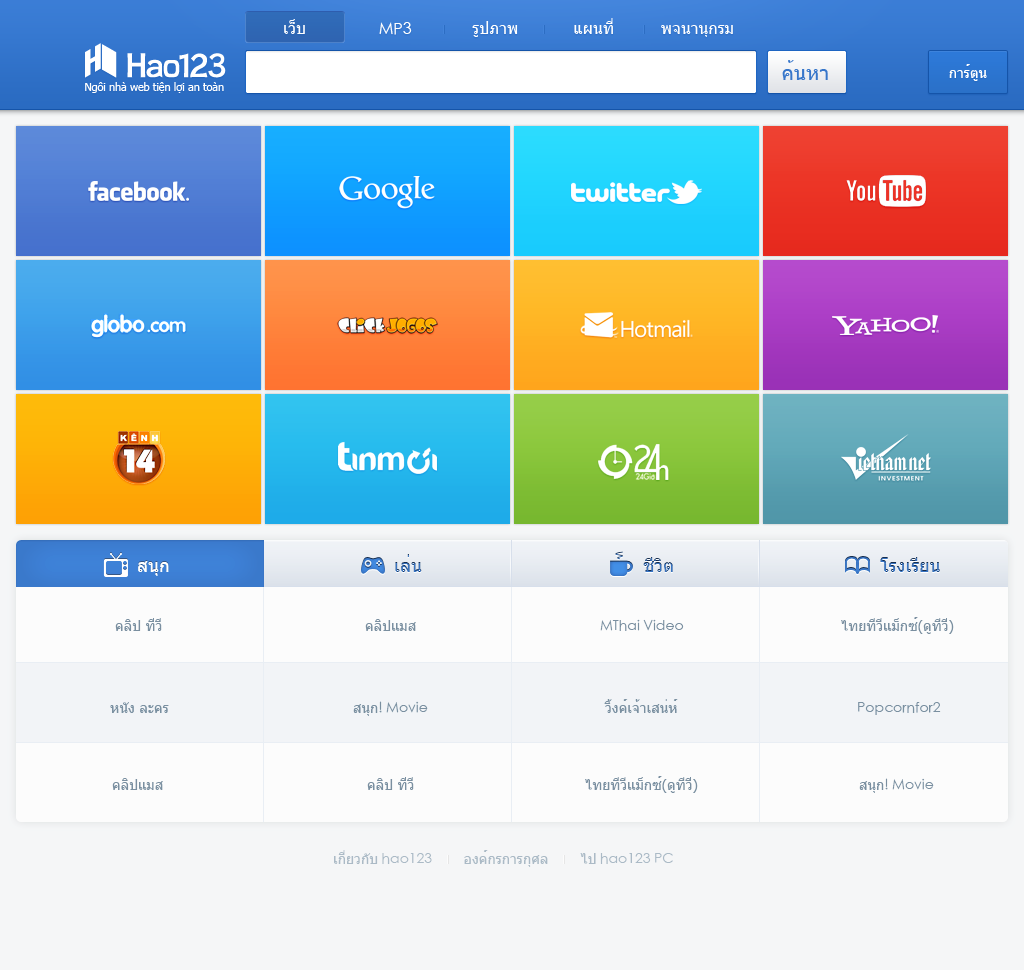 เว็บ MP3 รูปภาพ แผนที่ พจนานุกรม
Hao123
Ngôi nhà web tiện lợi an toàn
ค้นหา
การ์ตูน
facebook. Google twitter YouTube
globo.com CLICK JOGOS Hotmail YAHOO!
KÊNH 14 tinmới 24h 24Giờ Vietnamnet INVESTMENT
สนุก เล่น ชีวิต โรงเรียน
คลิป ทีวี คลิปแมส MThai Video ไทยทีวีแม็กซ์(ดูทีวี)
หนัง ละคร สนุก! Movie วิ้งค์เจ้าเสน่ห์ Popcornfor2
คลิปแมส คลิป ทีวี ไทยทีวีแม็กซ์(ดูทีวี) สนุก! Movie
เกี่ยวกับ hao123 องค์กรการกุศล ไป hao123 PC